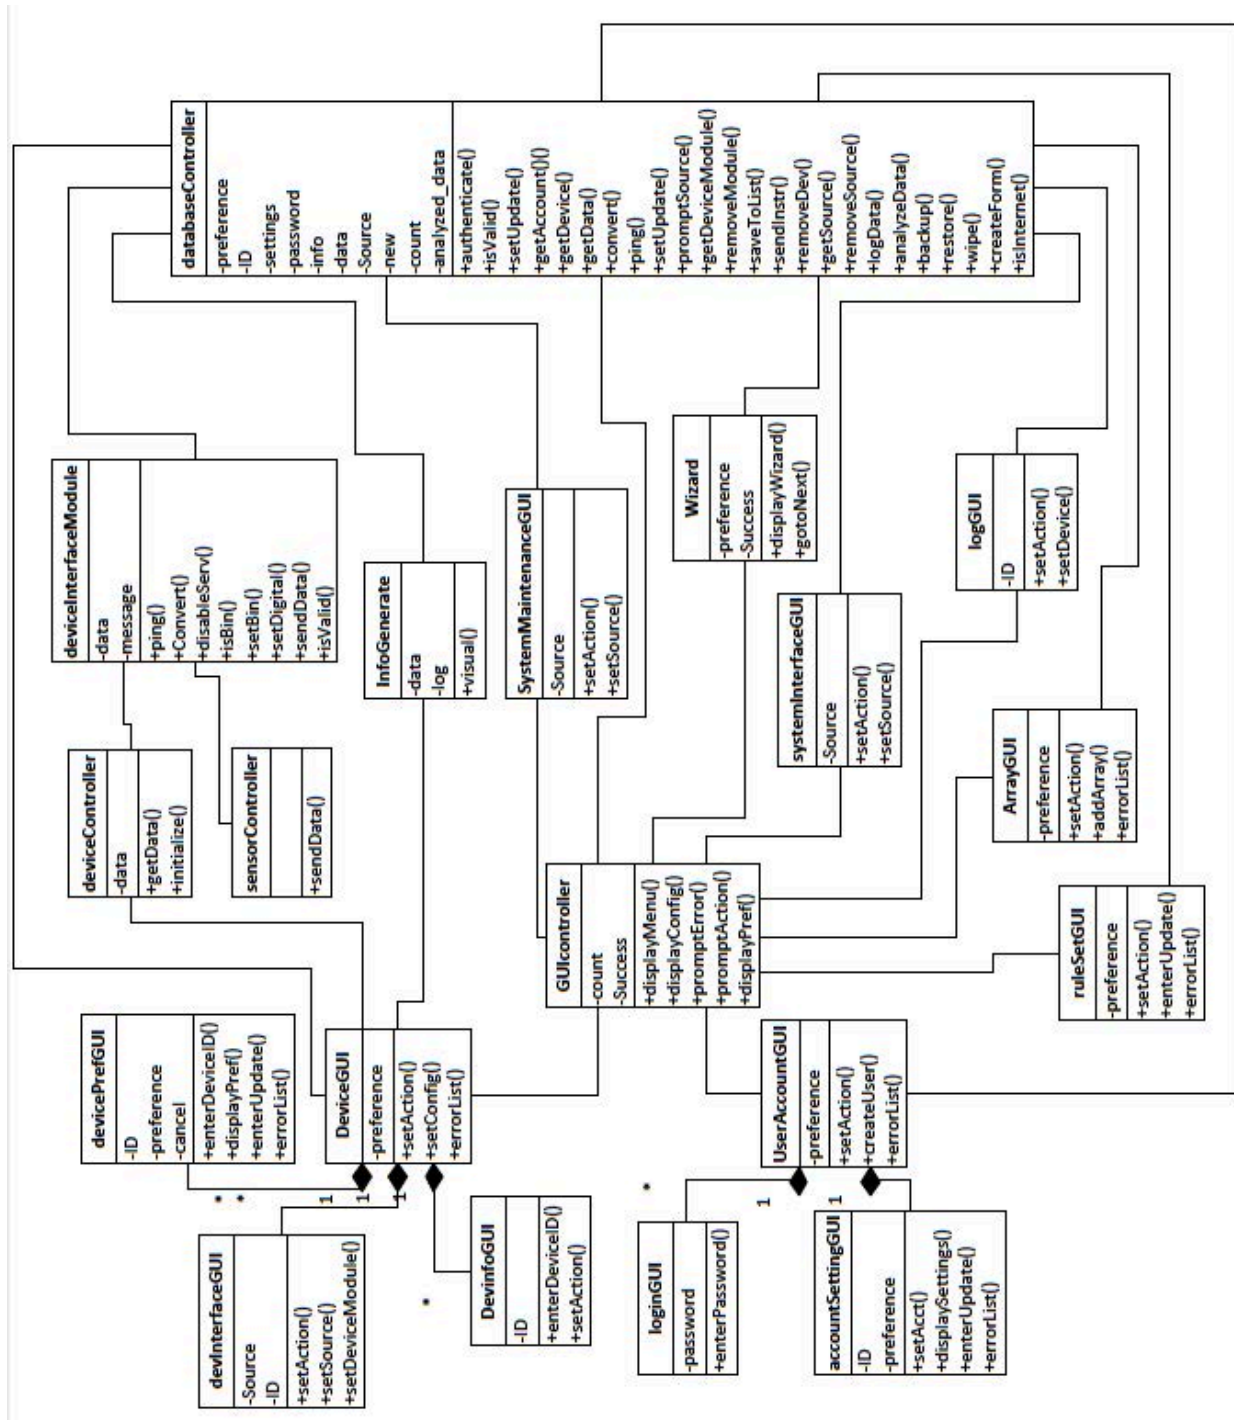 devInterfaceGUI
-Source
-ID
+setAction()
+setSource()
+setDeviceModule()
devicePrefGUI
-ID
-preference
-cancel
+enterDeviceID()
+displayPref()
+enterUpdate()
+errorList()
*
*
1
1
1
DevinfoGUI
-ID
+enterDeviceID()
+setAction()
*
DeviceGUI
-preference
+setAction()
+setConfig()
+errorList()
deviceController
-data
+getData()
+initialize()
sensorController
+sendData()
deviceInterfaceModule
-data
-message
+ping()
+Convert()
+disableServ()
+isBin()
+setBin()
+setDigital()
+sendData()
+isValid()
InfoGenerate
-data
-log
+visual()
SystemMaintenanceGUI
-Source
+setAction()
+setSource()
databaseController
-preference
-ID
-settings
-password
-info
-data
-Source
-new
-count
-analyzed_data
+authenticate()
+isValid()
+setUpdate()
+getAccount()()
+getDevice()
+getData()
+convert()
+ping()
+setUpdate()
+prompSource()
+getDeviceModule()
+removeModule()
+saveToList()
+sendInstr()
+removeDev()
+getSource()
+removeSource()
+logData()
+analyzeData()
+backup()
+restore()
+wipe()
+createForm()
+isInternet()
loginGUI
-password
+enterPassword()
*
1
1
accountSettingGUI
-ID
-preference
+setAcct()
+displaySettings()
+enterUpdate()
+errorList()
UserAccountGUI
-preference
+setAction()
+createUser()
+errorList()
GUIcontroller
-count
-Success
+displayMenu()
+displayConfig()
+promptError()
+promptAction()
+displayPref()
Wizard
-preference
-Success
+displayWizard()
+gotoNext()
systemInterfaceGUI
-Source
+setAction()
+setSource()
logGUI
-ID
+setAction()
+setDevice()
ArrayGUI
-preference
+setAction()
+addArray()
+errorList()
ruleSetGUI
-preference
+setAction()
+enterUpdate()
+errorList()